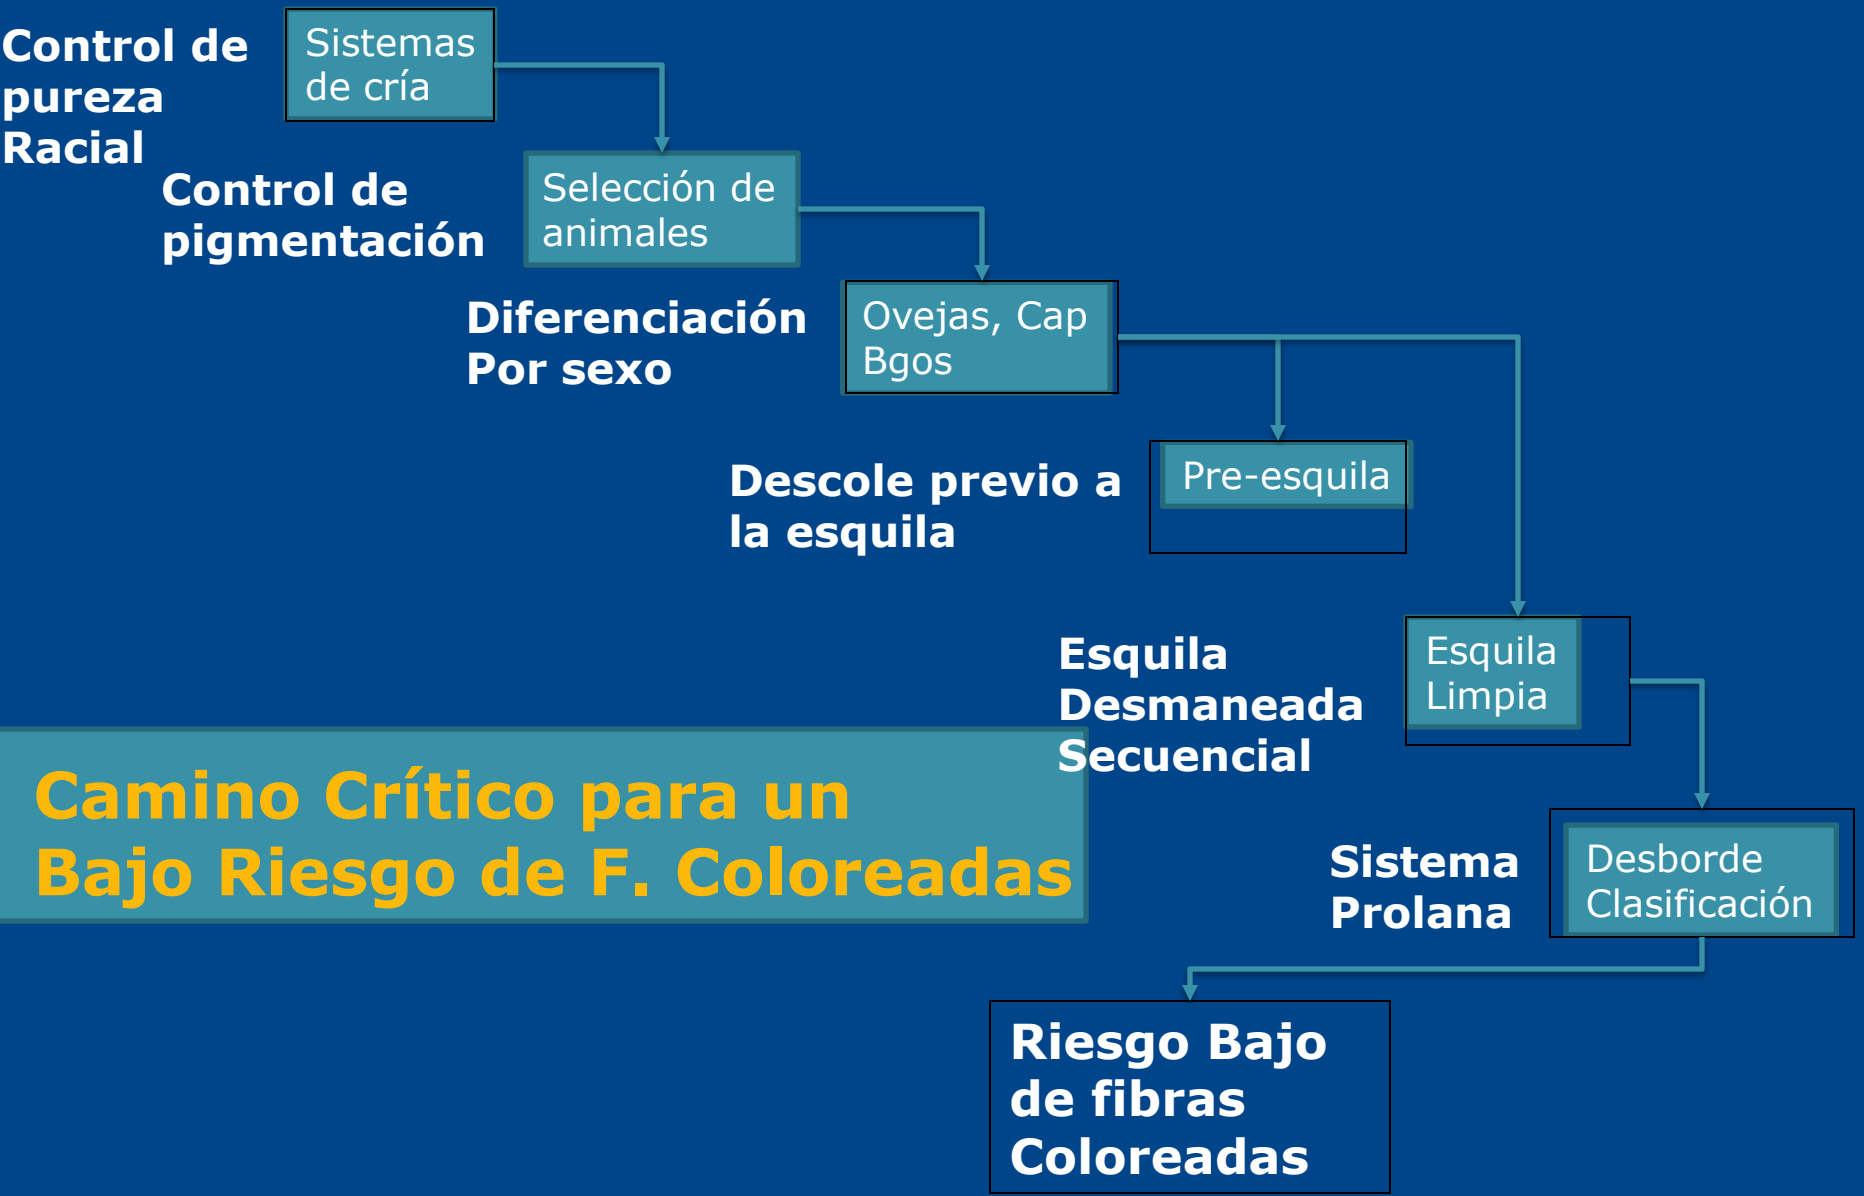 Control de
pureza
Racial
Sistemas
de cría
Control de
pigmentación
Selección de
animales
Diferenciación
Por sexo
Ovejas, Cap
Bgos
Descole previo a
la esquila
Pre-esquila
Esquila
Desmaneada
Secuencial
Esquila
Limpia
Camino Crítico para un
Bajo Riesgo de F. Coloreadas
Sistema
Prolana
Desborde
Clasificación
Riesgo Bajo
de fibras
Coloreadas